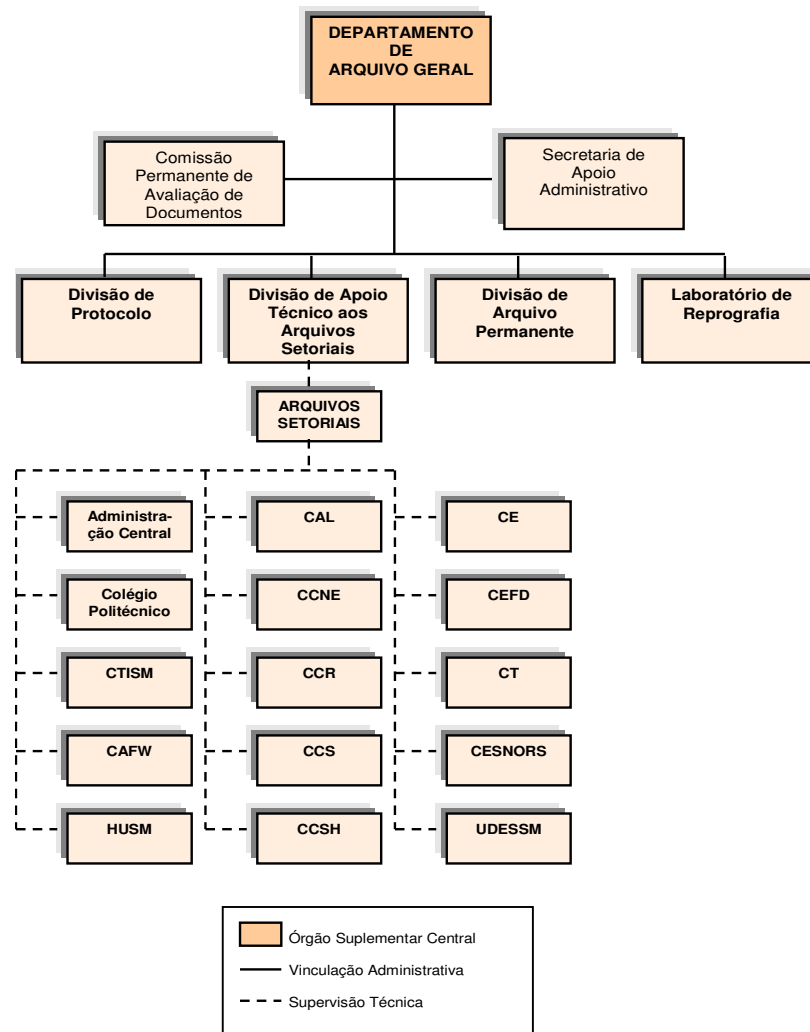 DEPARTAMENTO
DE
ARQUIVO GERAL
Comissão
Permanente de
Avaliação de
Documentos
Secretaria de
Apoio
Administrativo
Divisão de
Protocolo
Divisão de Apoio
Técnico aos
Arquivos
Setoriais
Divisão de
Arquivo
Permanente
Laboratório de
Reprografia
ARQUIVOS
SETORIAIS
Administra-
ção Central
CAL
CE
Colégio
Politécnico
CCNE
CEFD
CTISM
CCR
CT
CAFW
CCS
CESNORS
HUSM
CCSH
UDESSM
Órgão Suplementar Central
Vinculação Administrativa
Supervisão Técnica